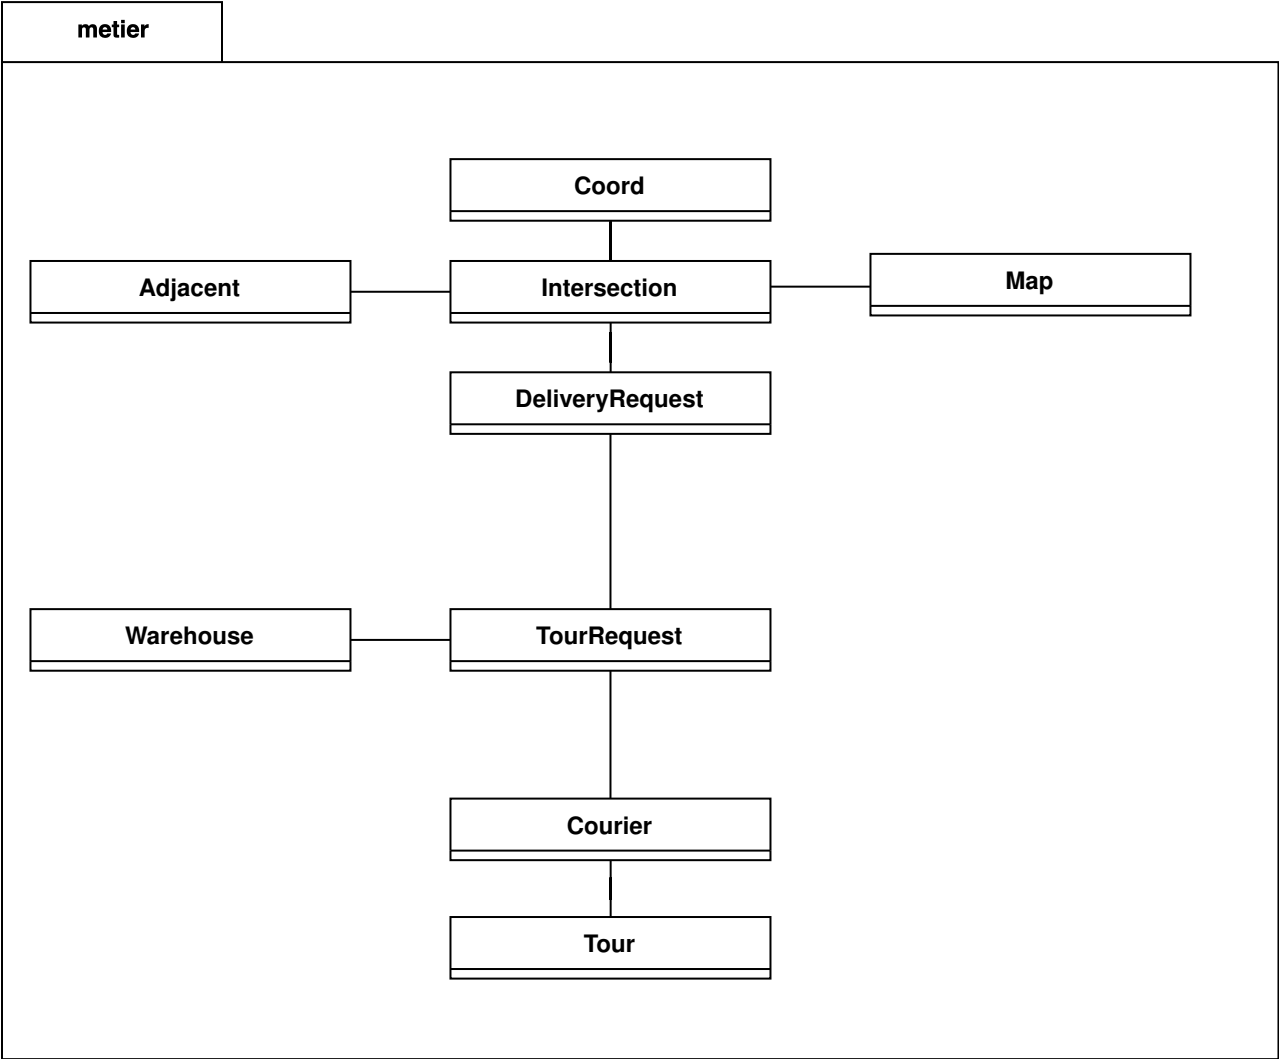 metier
Coord
Adjacent
Intersection
Map
DeliveryRequest
Warehouse
TourRequest
Courier
Tour